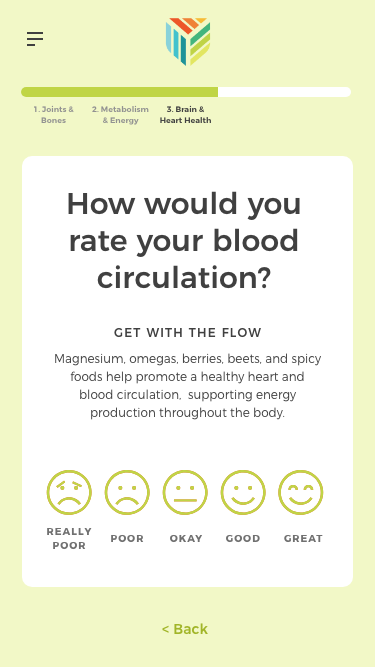 1. Joints &
Bones
2. Metabolism
& Energy
3. Brain &
Heart Health
How would you
rate your blood
circulation?
GET WITH THE FLOW
Magnesium, omegas, berries, beets, and spicy
foods help promote a healthy heart and
blood circulation, supporting energy
production throughout the body.
REALLY
POOR
POOR
OKAY
GOOD
GREAT
< Back